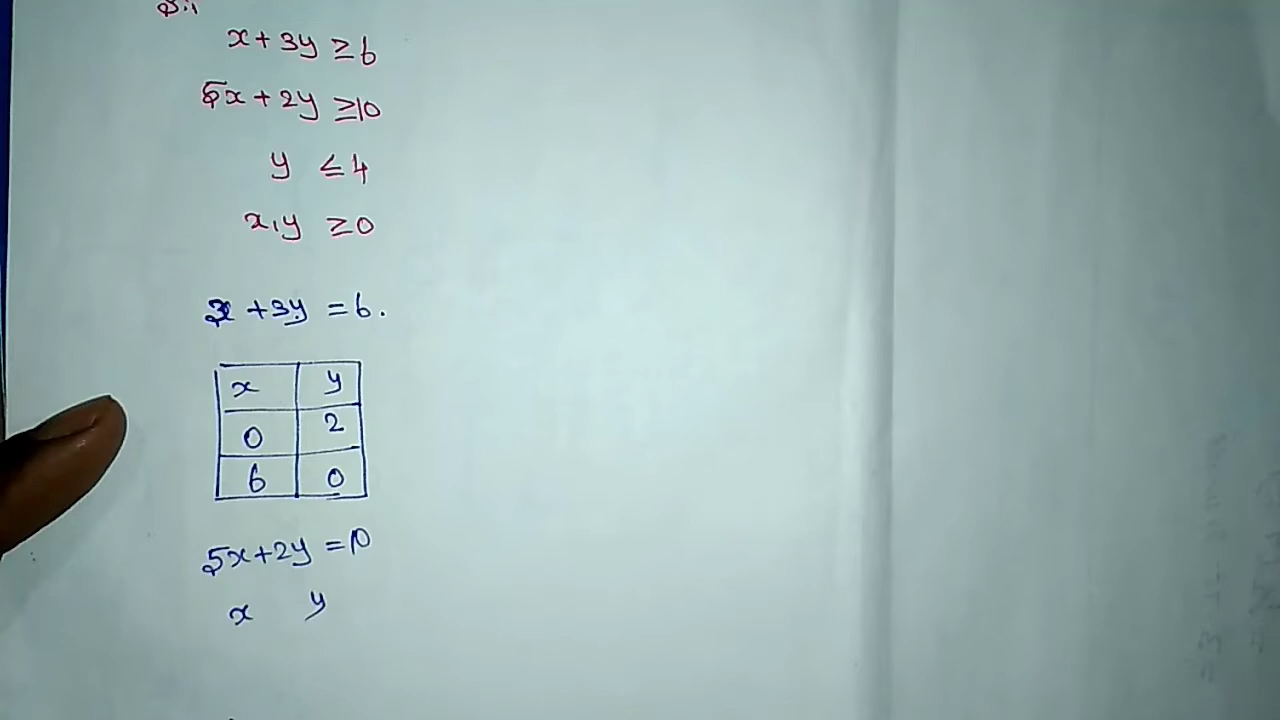 x + 3y ≥ 6
5x + 2y ≥ 10
y ≤ 4
x, y ≥ 0
x + 3y = 6.
x y
0 2
6 0
5x + 2y = 10
x y